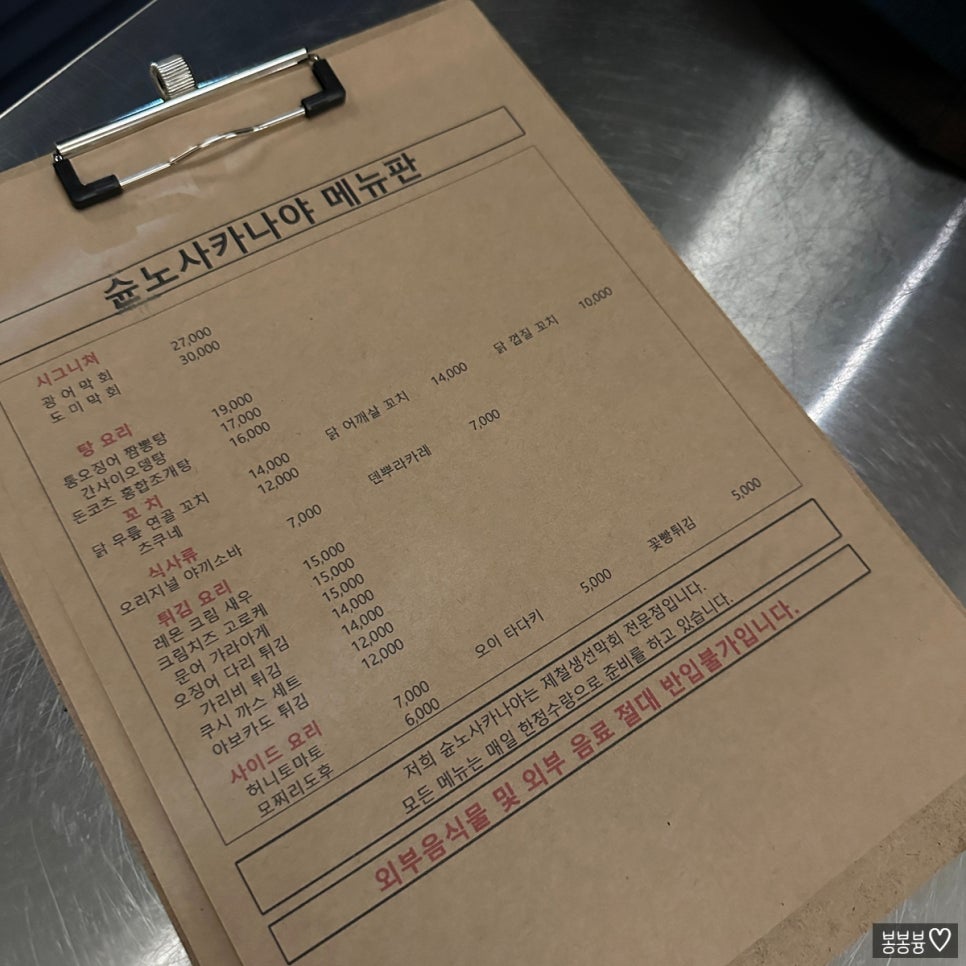 슌노사카나야 메뉴판
시그니쳐
광 어 막 회 27,000
도 미 막 회 30,000
탕 요리
통오징어 짬뽕탕 19,000
간사이오뎅탕 17,000
돈코츠 홍합조개탕 16,000
꼬 치
닭 무릎 연골 꼬치 14,000 닭 어깨살 꼬치 14,000 닭 껍질 꼬치 10,000
츠쿠네 12,000
식사류
오리지널 야끼소바 7,000 덴뿌라카레 7,000
튀김 요리
레몬 크림 새우 15,000
크림치즈 고로케 15,000
문어 가라아게 15,000
오징어 다리 튀김 14,000
가리비 튀김 14,000
쿠시 까스 세트 12,000
아보카도 튀김 12,000
사이드 요리
허니토마토 7,000 오이 타다키 5,000 꽃빵튀김 5,000
모찌리도후 6,000
저희 슌노사카나야는 제철생선막회 전문점입니다.
모든 메뉴는 매일 한정수량으로 준비를 하고 있습니다.
외부음식물 및 외부 음료 절대 반입불가입니다.
봉봉뷩♡